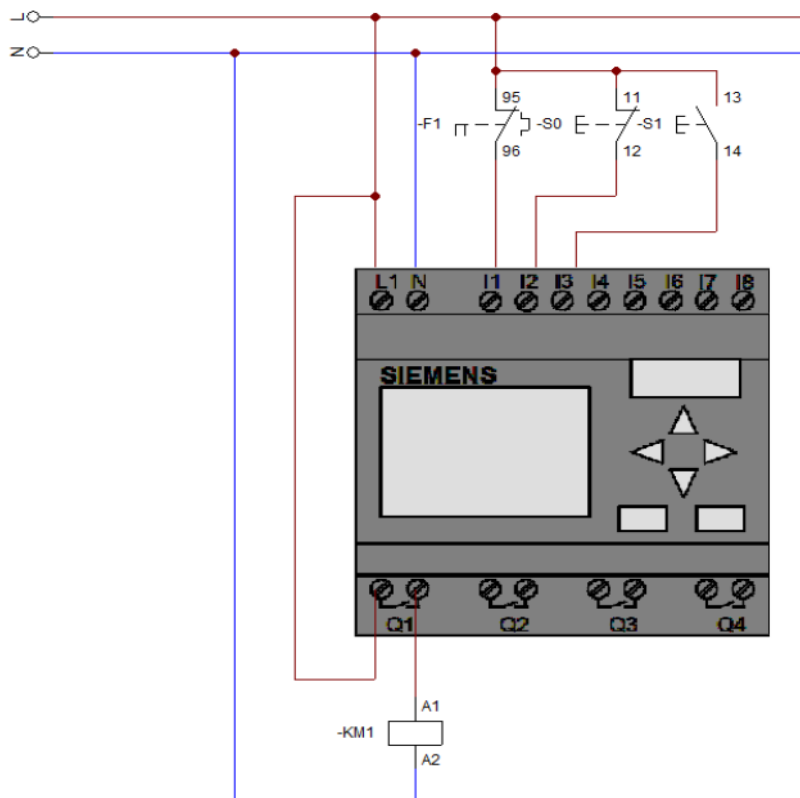 L
N
95
11
13
-F1
-S0
-S1
96
12
14
L1 N I1 I2 I3 I4 I5 I6 I7 I8
SIEMENS
Q1 Q2 Q3 Q4
A1
-KM1
A2